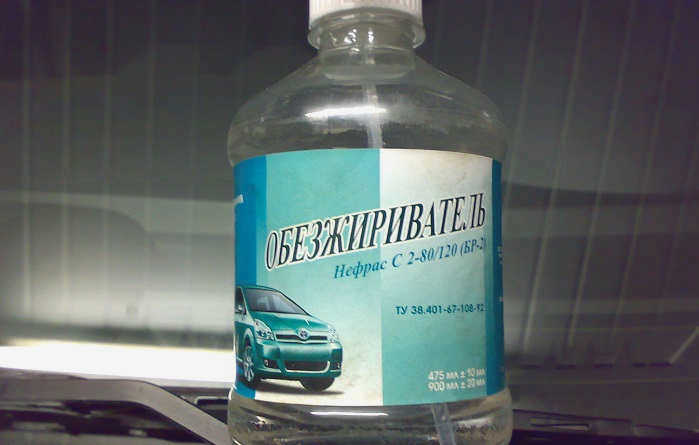 ОБЕЗЖИРИВАТЕЛЬ
Нефрас С 2-80/120 (БР-2)
ТУ 38.401-67-108-92
475 мл ± 10 мл
900 мл ± 20 мл